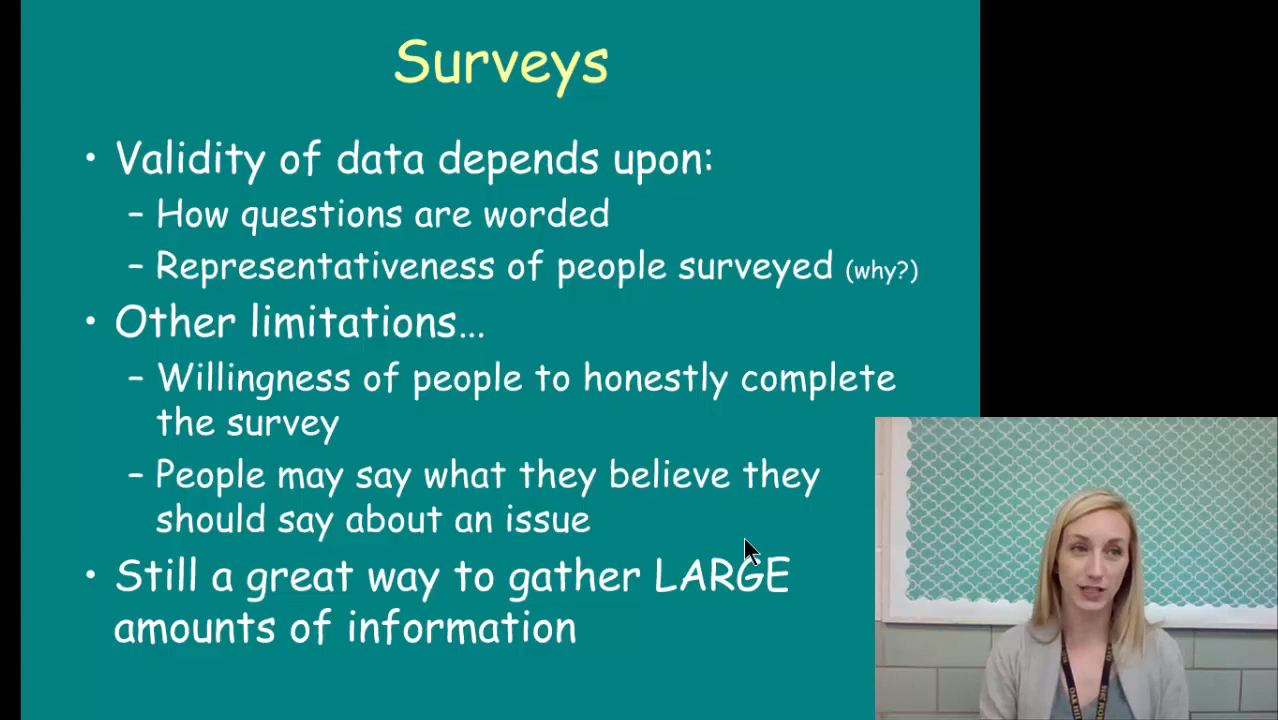 Surveys
• Validity of data depends upon:
– How questions are worded
– Representativeness of people surveyed (why?)
• Other limitations...
– Willingness of people to honestly complete
the survey
– People may say what they believe they
should say about an issue
• Still a great way to gather LARGE
amounts of information